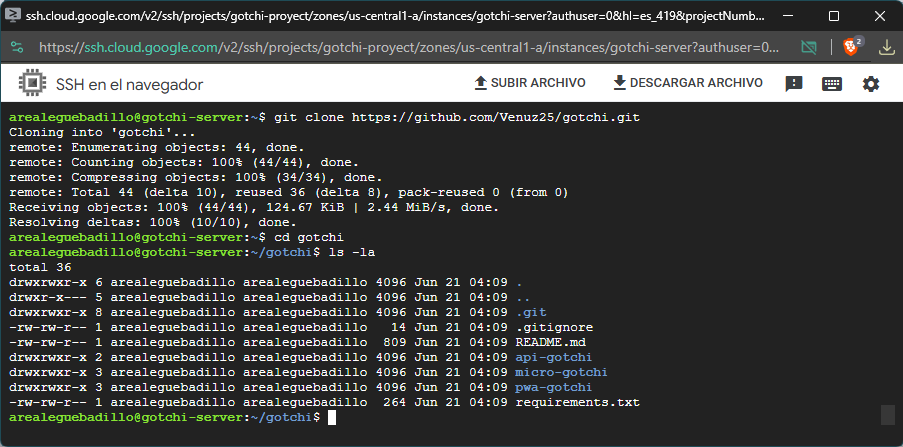 ssh.cloud.google.com/v2/ssh/projects/gotchi-proyect/zones/us-central1-a/instances/gotchi-server?authuser=0&hl=es_419&projectNumb...
https://ssh.cloud.google.com/v2/ssh/projects/gotchi-proyect/zones/us-central1-a/instances/gotchi-server?authuser=0... 2
SSH en el navegador SUBIR ARCHIVO DESCARGAR ARCHIVO
arealeguebadillo@gotchi-server:~$ git clone https://github.com/Venuz25/gotchi.git
Cloning into 'gotchi'...
remote: Enumerating objects: 44, done.
remote: Counting objects: 100% (44/44), done.
remote: Compressing objects: 100% (34/34), done.
remote: Total 44 (delta 10), reused 36 (delta 8), pack-reused 0 (from 0)
Receiving objects: 100% (44/44), 124.67 KiB | 2.44 MiB/s, done.
Resolving deltas: 100% (10/10), done.
arealeguebadillo@gotchi-server:~$ cd gotchi
arealeguebadillo@gotchi-server:~/gotchi$ ls -la
total 36
drwxrwxr-x 6 arealeguebadillo arealeguebadillo 4096 Jun 21 04:09 .
drwxr-x--- 5 arealeguebadillo arealeguebadillo 4096 Jun 21 04:09 ..
drwxrwxr-x 8 arealeguebadillo arealeguebadillo 4096 Jun 21 04:09 .git
-rw-rw-r-- 1 arealeguebadillo arealeguebadillo   14 Jun 21 04:09 .gitignore
-rw-rw-r-- 1 arealeguebadillo arealeguebadillo  809 Jun 21 04:09 README.md
drwxrwxr-x 2 arealeguebadillo arealeguebadillo 4096 Jun 21 04:09 api-gotchi
drwxrwxr-x 3 arealeguebadillo arealeguebadillo 4096 Jun 21 04:09 micro-gotchi
drwxrwxr-x 3 arealeguebadillo arealeguebadillo 4096 Jun 21 04:09 pwa-gotchi
-rw-rw-r-- 1 arealeguebadillo arealeguebadillo  264 Jun 21 04:09 requirements.txt
arealeguebadillo@gotchi-server:~/gotchi$